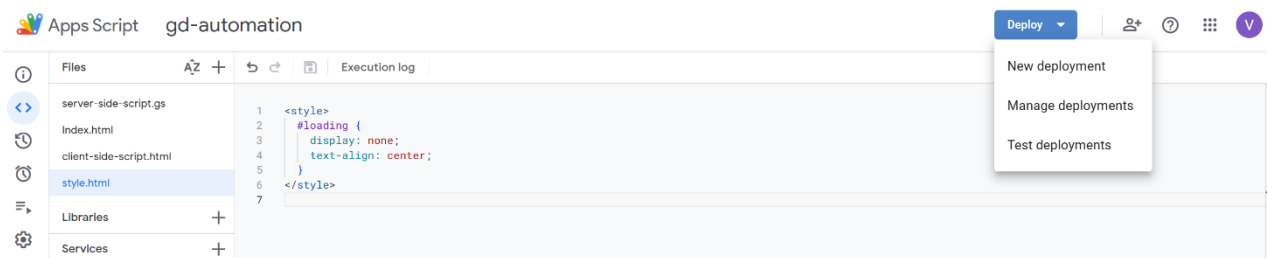 Apps Script gd-automation Deploy V
Files AZ Execution log New deployment
server-side-script.gs
Index.html
client-side-script.html
style.html
Libraries
Services
1 <style>
2 #loading {
3 display: none;
4 text-align: center;
5 }
6 </style>
7
Manage deployments
Test deployments